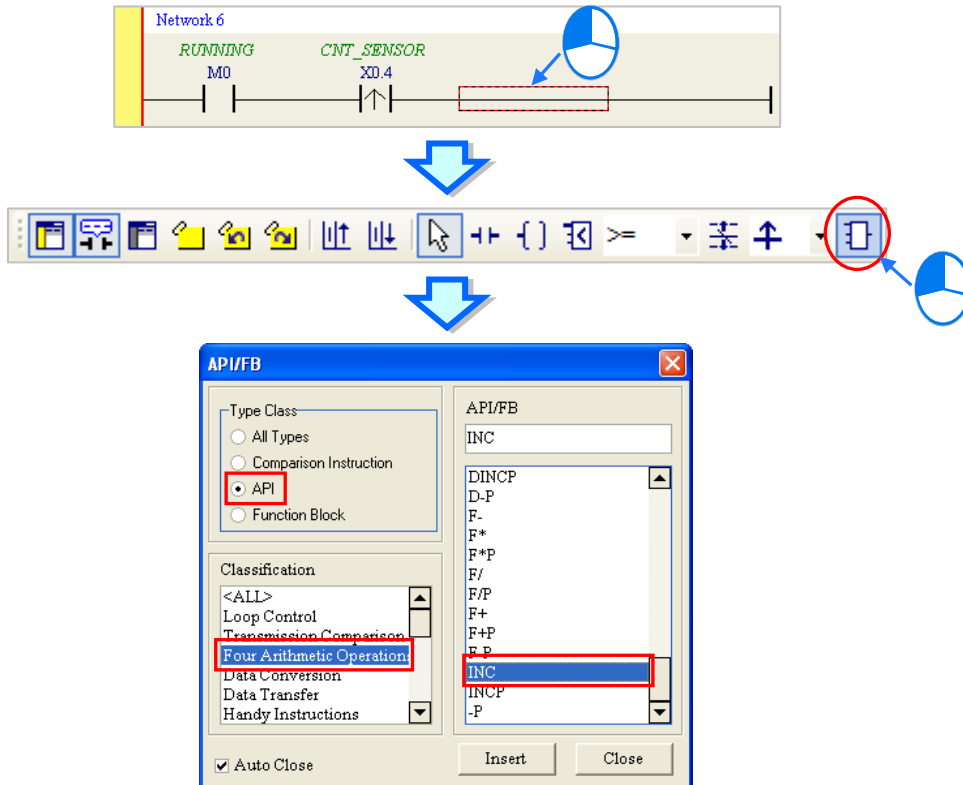 Network 6
RUNNING CNT_SENSOR
M0 X0.4
>=
API/FB
Type Class
All Types
Comparison Instruction
API
Function Block
Classification
<ALL>
Loop Control
Transmission Comparison
Four Arithmetic Operation
Data Conversion
Data Transfer
Handy Instructions
Auto Close
API/FB
INC
DINCP
D-P
F-
F*
F*P
F/
F/P
F+
F+P
F-P
INC
INCP
-P
Insert Close